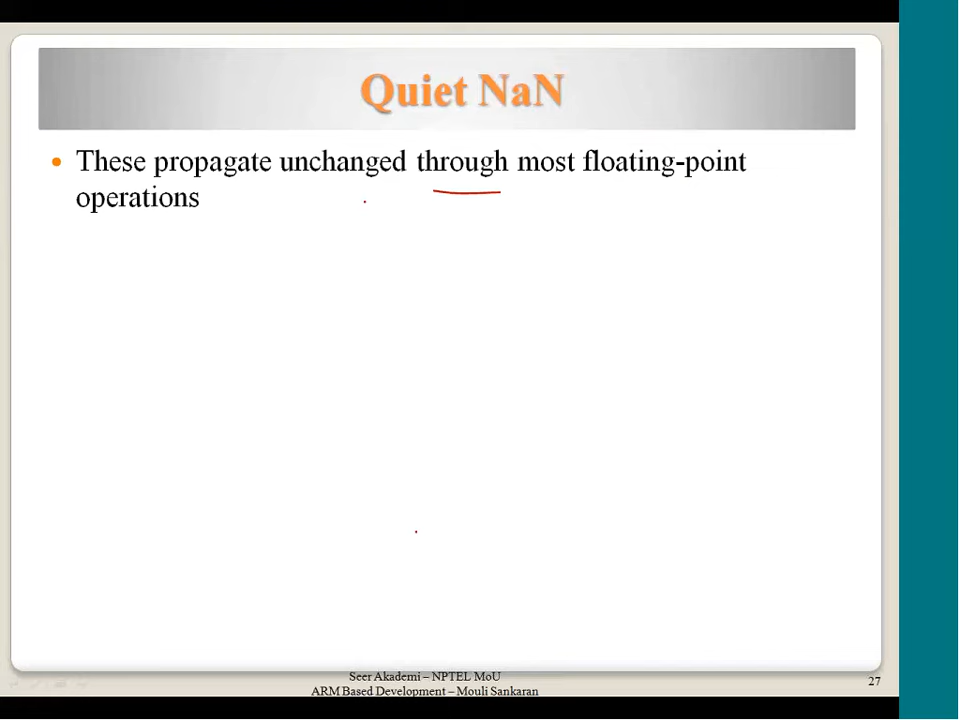 Quiet NaN
• These propagate unchanged through most floating-point
operations
Seer Akademi – NPTEL MoU
ARM Based Development – Mouli Sankaran
27